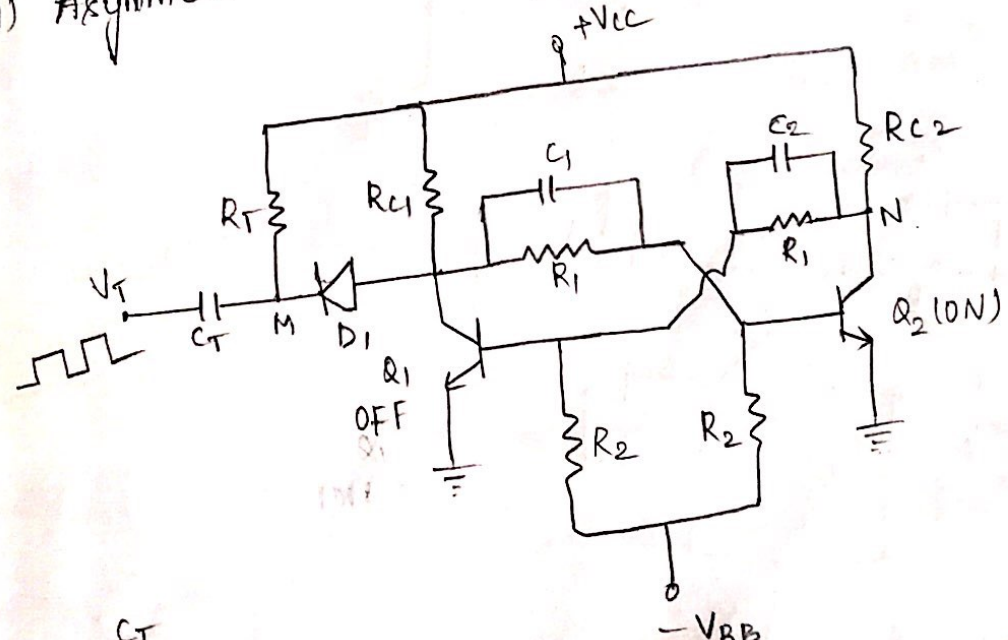 +VCC
RC2
C2
C1
RT
RC1
N
R1
R1
VT
CT
M
D1
Q2 (ON)
Q1
OFF
R2
R2
CT
- VBB